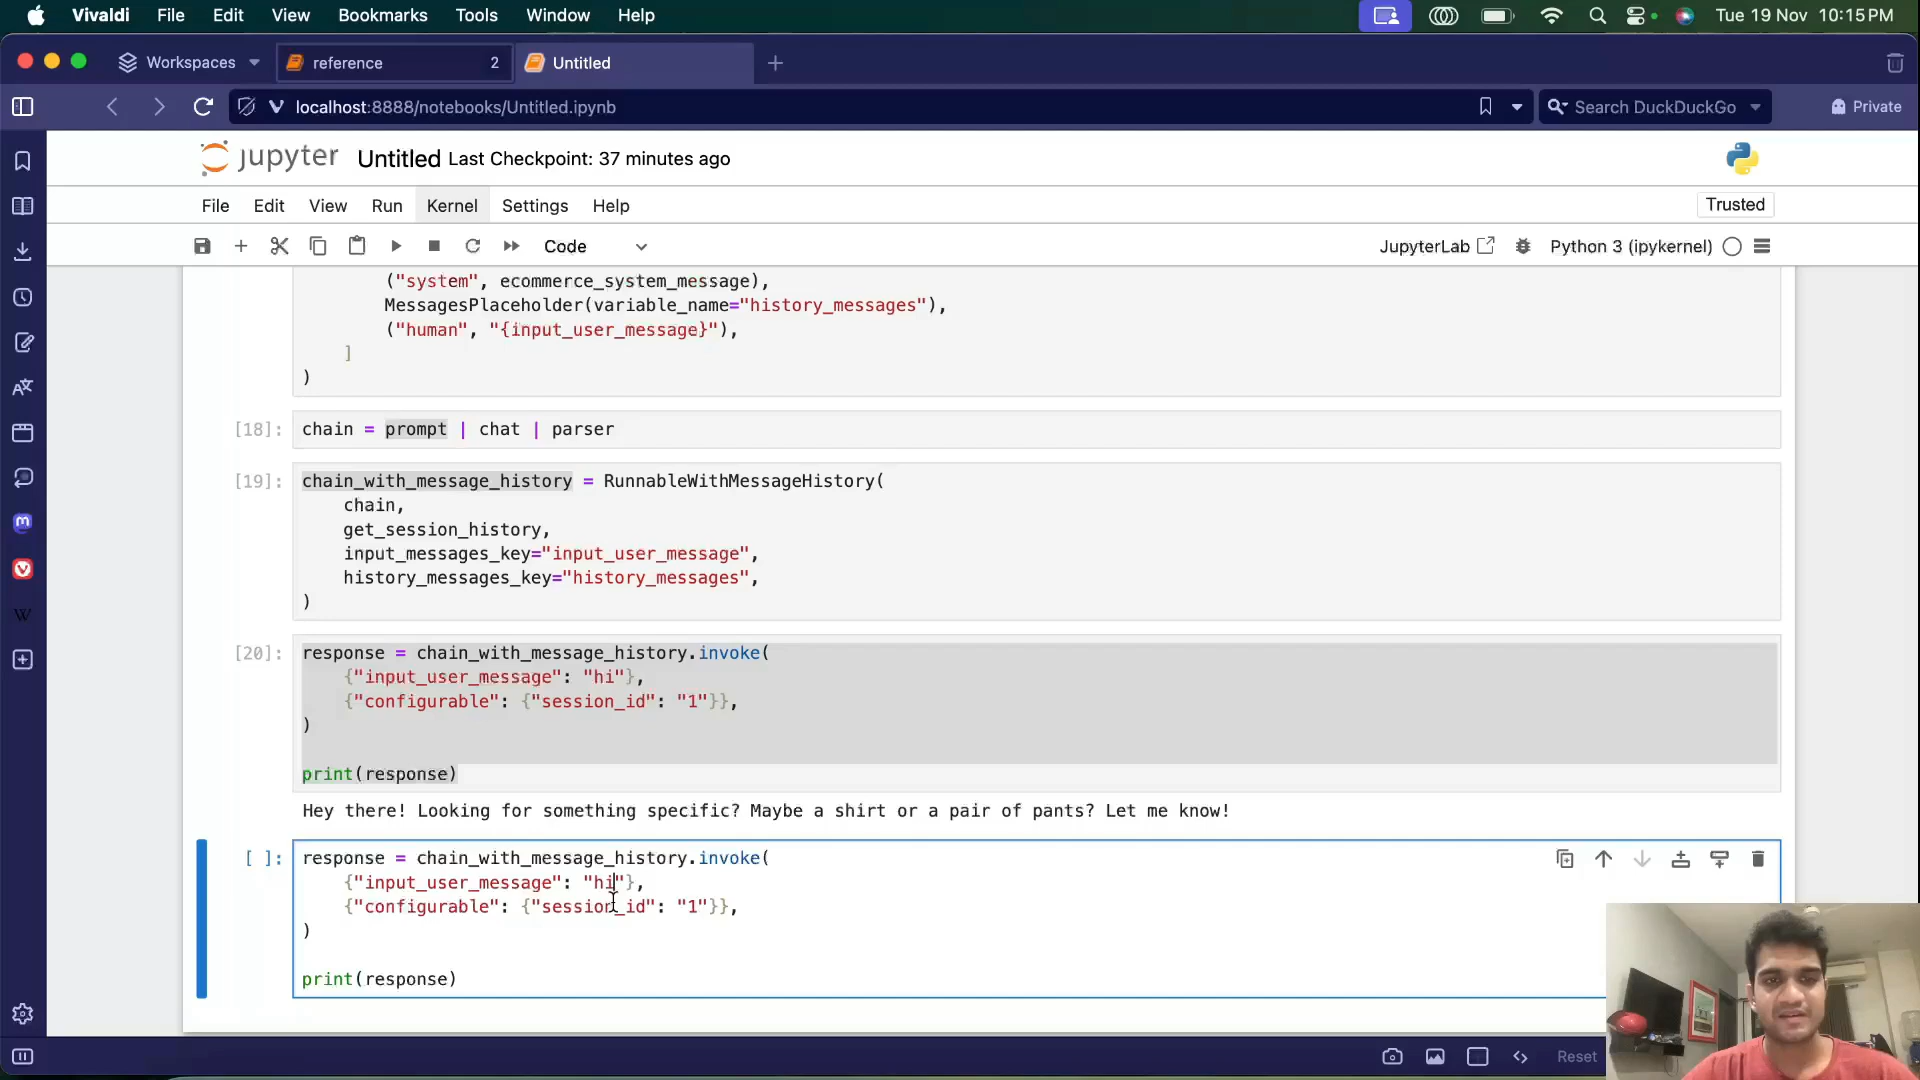 Vivaldi File Edit View Bookmarks Tools Window Help Tue 19 Nov 10:15 PM
Workspaces reference 2 Untitled
localhost:8888/notebooks/Untitled.ipynb Search DuckDuckGo Private
jupyter Untitled Last Checkpoint: 37 minutes ago
File Edit View Run Kernel Settings Help Trusted
Code JupyterLab Python 3 (ipykernel)
("system", ecommerce_system_message),
MessagesPlaceholder(variable_name="history_messages"),
("human", "{input_user_message}"),
]
)
[18]: chain = prompt | chat | parser
[19]: chain_with_message_history = RunnableWithMessageHistory(
chain,
get_session_history,
input_messages_key="input_user_message",
history_messages_key="history_messages",
)
[20]: response = chain_with_message_history.invoke(
{"input_user_message": "hi"},
{"configurable": {"session_id": "1"}},
)
print(response)
Hey there! Looking for something specific? Maybe a shirt or a pair of pants? Let me know!
[ ]: response = chain_with_message_history.invoke(
{"input_user_message": "hi"},
{"configurable": {"session_id": "1"}},
)
print(response)
Reset